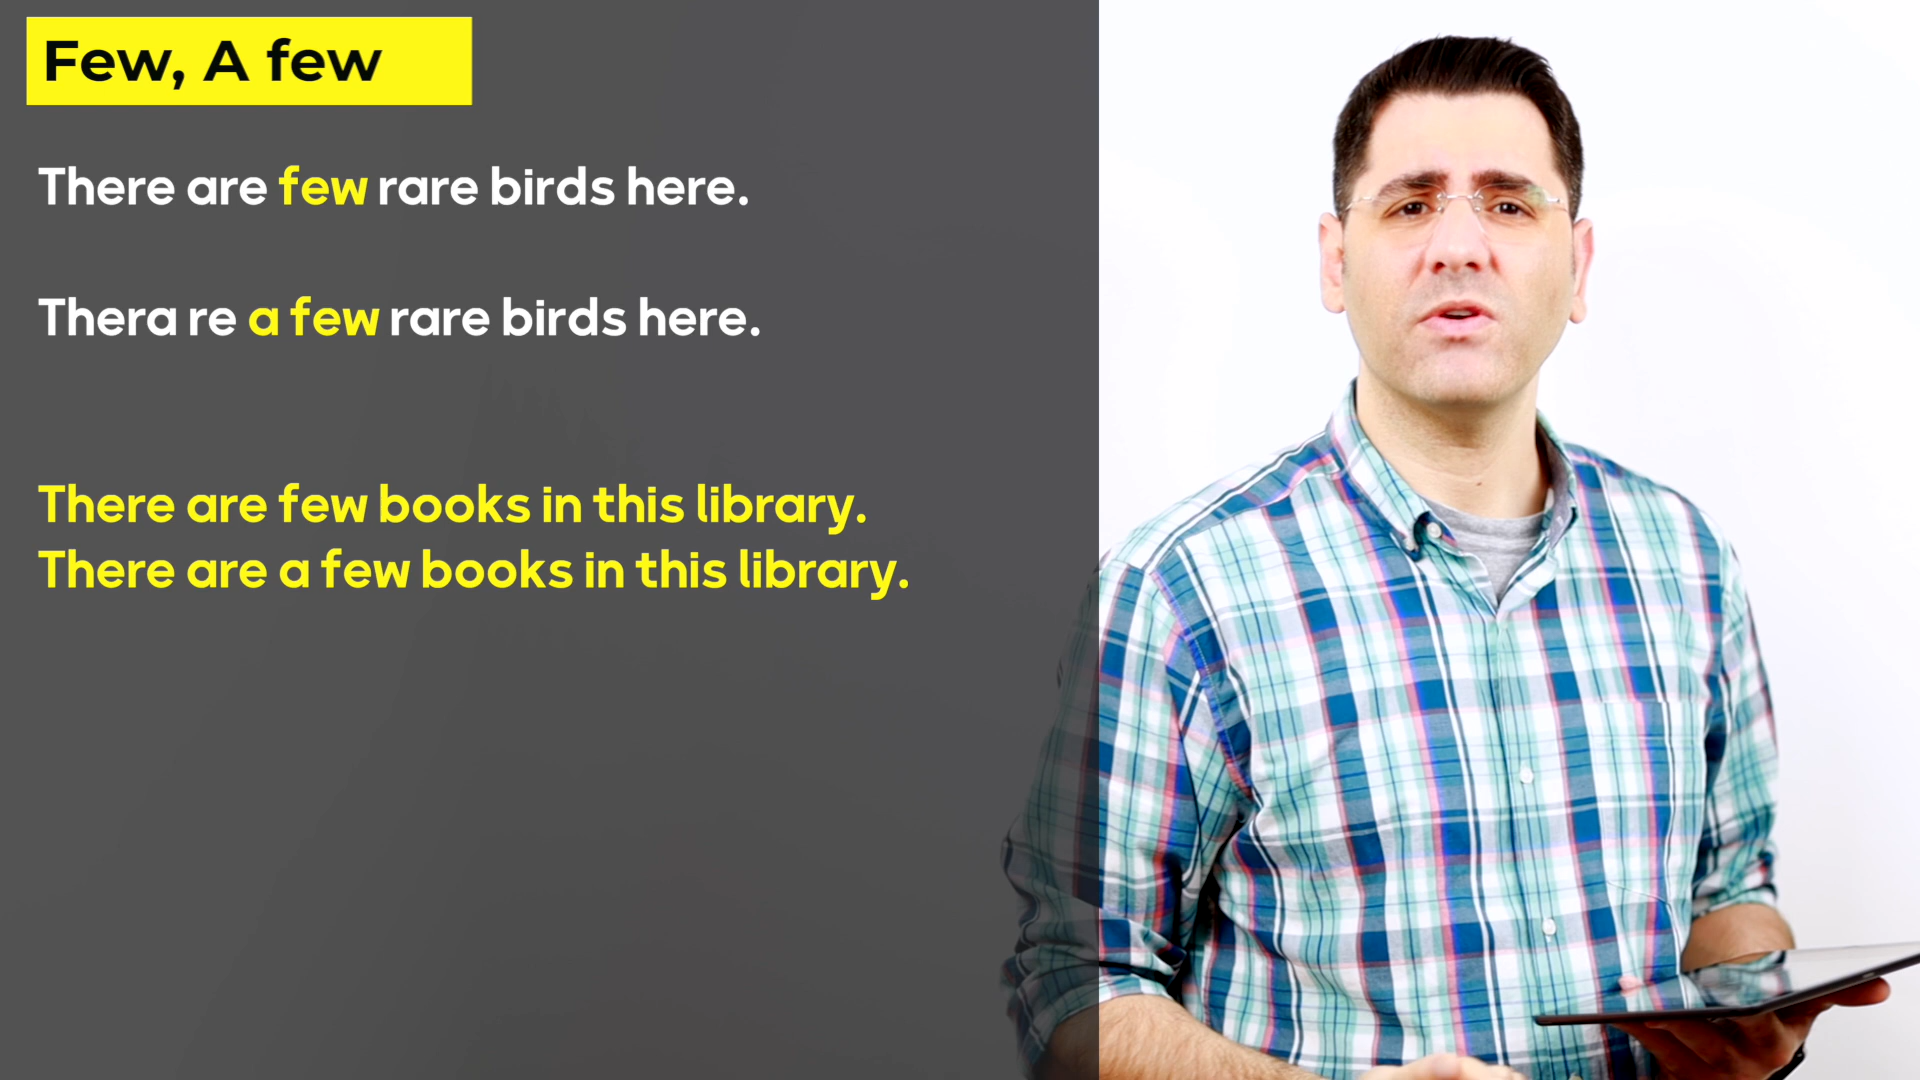 Few, A few
There are few rare birds here.
Thera re a few rare birds here.
There are few books in this library.
There are a few books in this library.